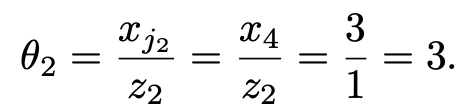 θ₂ = x_{j₂}/z₂ = x₄/z₂ = 3/1 = 3.